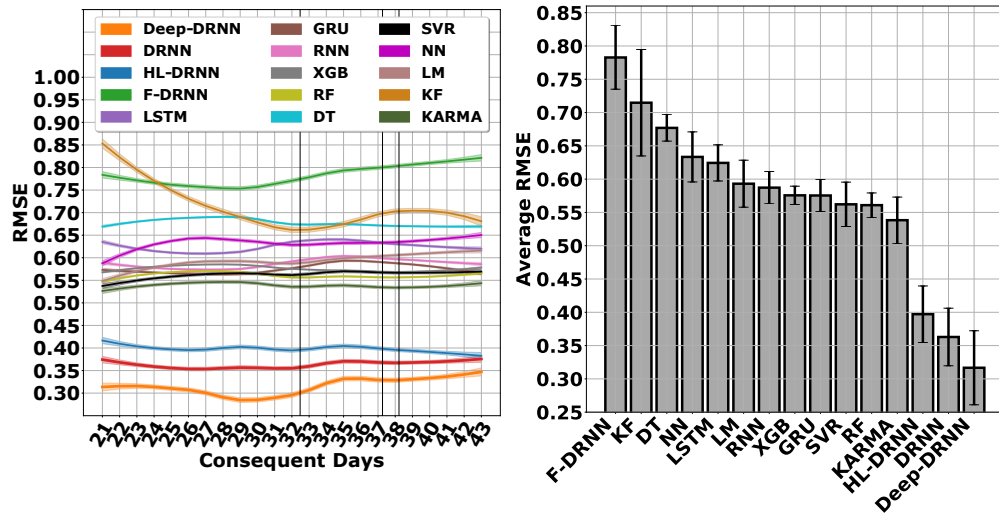 Deep-DRNN
DRNN
HL-DRNN
F-DRNN
LSTM
GRU
RNN
XGB
RF
DT
SVR
NN
LM
KF
KARMA
RMSE
1.00
0.95
0.90
0.85
0.80
0.75
0.70
0.65
0.60
0.55
0.50
0.45
0.40
0.35
0.30
21 22 23 24 25 26 27 28 29 30 31 32 33 34 35 36 37 38 39 40 41 42 43
Consequent Days
Average RMSE
0.85
0.80
0.75
0.70
0.65
0.60
0.55
0.50
0.45
0.40
0.35
0.30
0.25
F-DRNN
KF
DT
NN
LSTM
LM
RNN
XGB
GRU
SVR
RF
KARMA
HL-DRNN
DRNN
Deep-DRNN